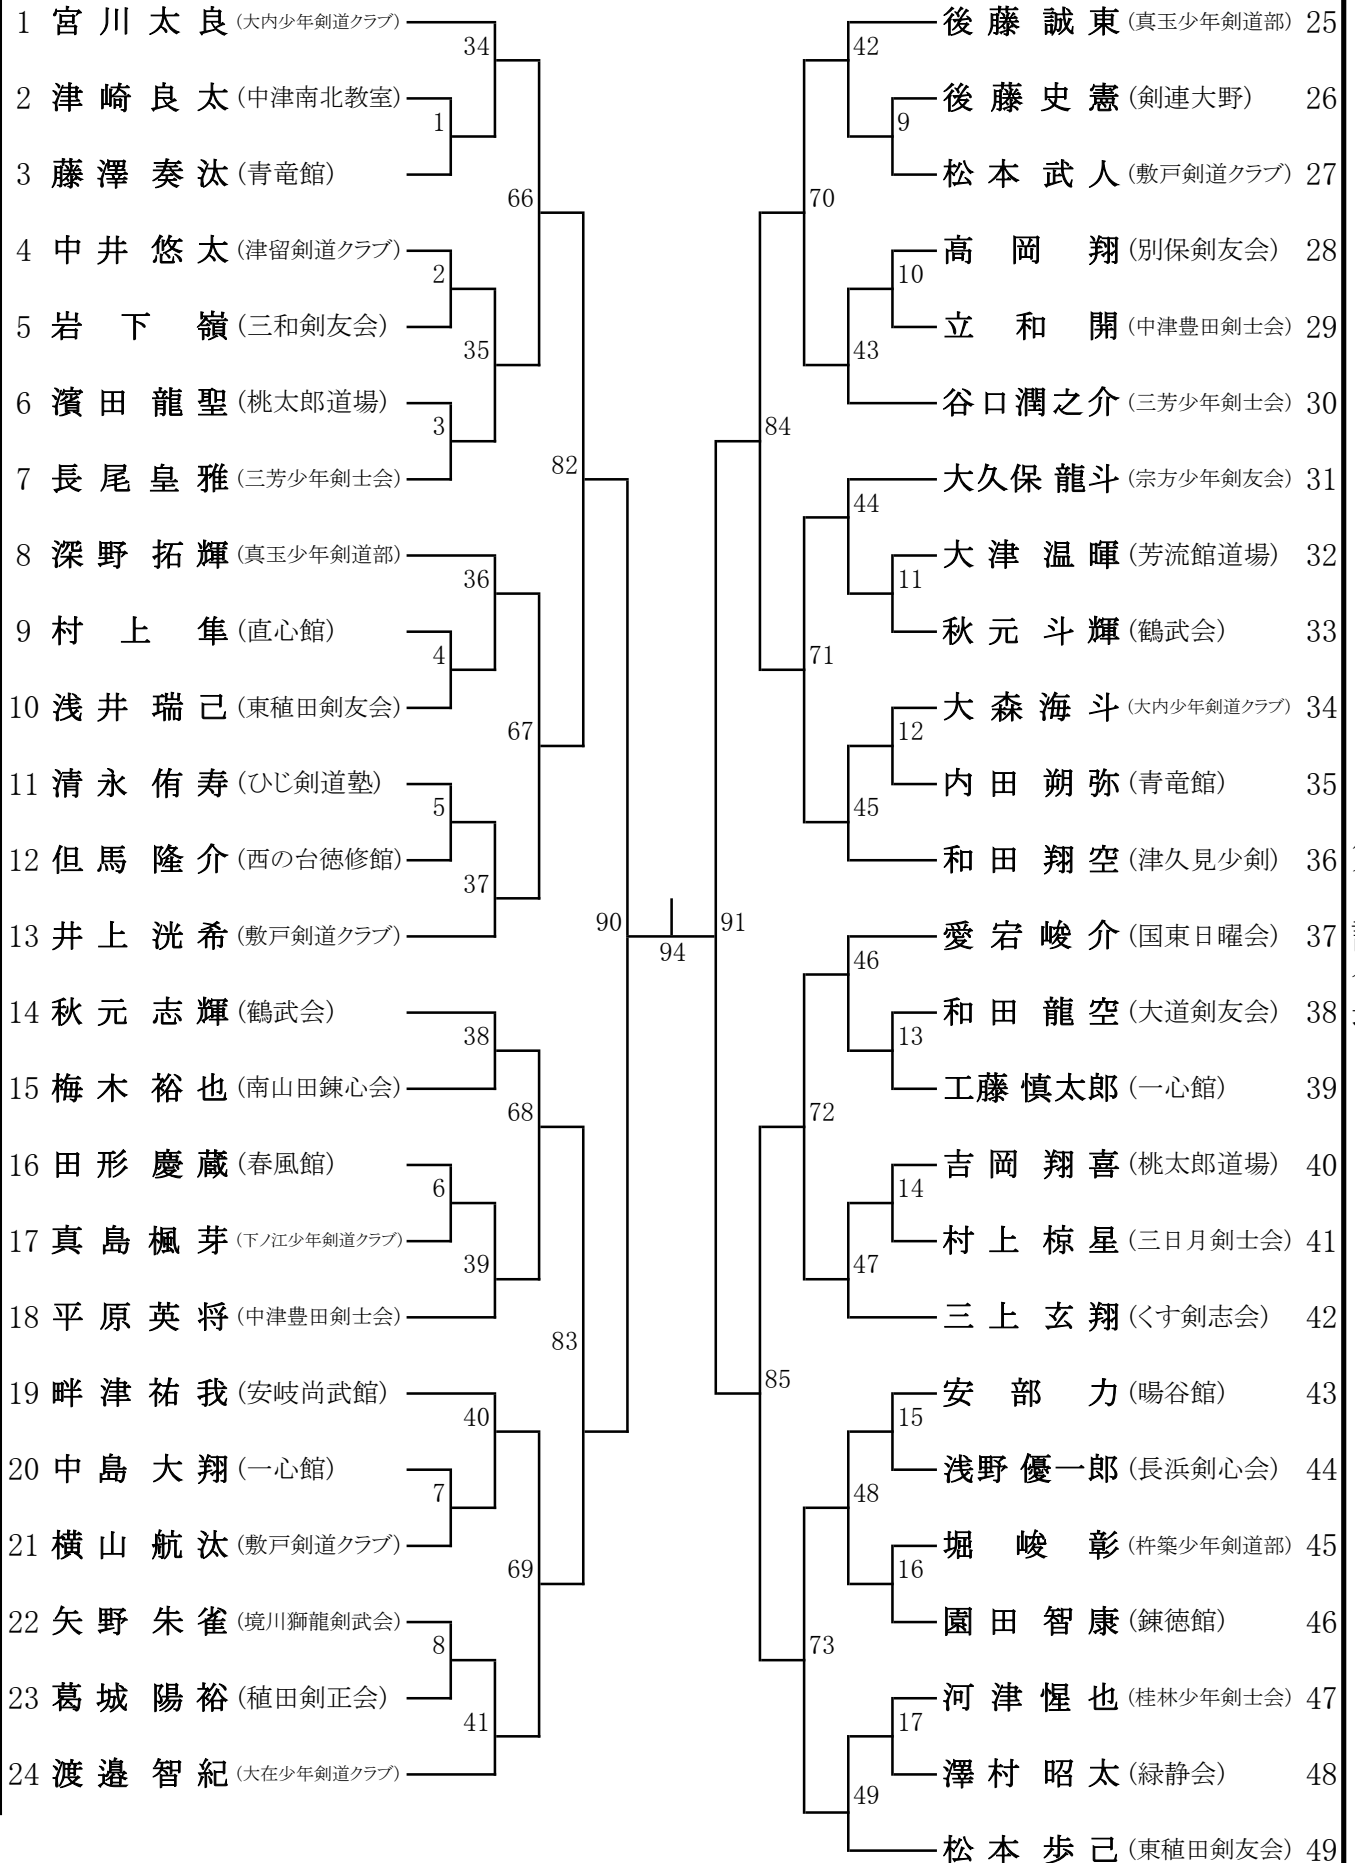 1 宮川太良 (大内少年剣道クラブ)
34
2 津崎良太 (中津南北教室)
1
3 藤澤奏汰 (青竜館)
66
4 中井悠太 (津留剣道クラブ)
2
5 岩下嶺 (三和剣友会)
35
6 濱田龍聖 (桃太郎道場)
3
82
7 長尾皇雅 (三芳少年剣士会)
8 深野拓輝 (真玉少年剣道部)
36
9 村上隼 (直心館)
4
10 浅井瑞己 (東稙田剣友会)
67
11 清永侑寿 (ひじ剣道塾)
5
12 但馬隆介 (西の台徳修館)
37
13 井上洸希 (敷戸剣道クラブ)
90
94
14 秋元志輝 (鶴武会)
38
15 梅木裕也 (南山田錬心会)
68
16 田形慶蔵 (春風館)
6
17 真島楓芽 (下ノ江少年剣道クラブ)
39
18 平原英将 (中津豊田剣士会)
83
19 畔津祐我 (安岐尚武館)
40
20 中島大翔 (一心館)
7
21 横山航汰 (敷戸剣道クラブ)
69
22 矢野朱雀 (境川獅龍剣武会)
8
23 葛城陽裕 (稙田剣正会)
41
24 渡邉智紀 (大在少年剣道クラブ)
後藤誠東 (真玉少年剣道部) 25
42
後藤史憲 (剣連大野) 26
9
松本武人 (敷戸剣道クラブ) 27
70
高岡翔 (別保剣友会) 28
10
立和開 (中津豊田剣士会) 29
43
谷口潤之介 (三芳少年剣士会) 30
84
大久保龍斗 (宗方少年剣友会) 31
44
大津温暉 (芳流館道場) 32
11
秋元斗輝 (鶴武会) 33
71
大森海斗 (大内少年剣道クラブ) 34
12
内田朔弥 (青竜館) 35
45
和田翔空 (津久見少剣) 36
91
愛宕峻介 (国東日曜会) 37
46
和田龍空 (大道剣友会) 38
13
工藤慎太郎 (一心館) 39
72
吉岡翔喜 (桃太郎道場) 40
14
村上椋星 (三日月剣士会) 41
47
三上玄翔 (くす剣志会) 42
85
安部力 (暘谷館) 43
15
浅野優一郎 (長浜剣心会) 44
48
堀峻彰 (杵築少年剣道部) 45
16
園田智康 (錬徳館) 46
73
河津惺也 (桂林少年剣士会) 47
17
澤村昭太 (緑静会) 48
49
松本歩己 (東稙田剣友会) 49